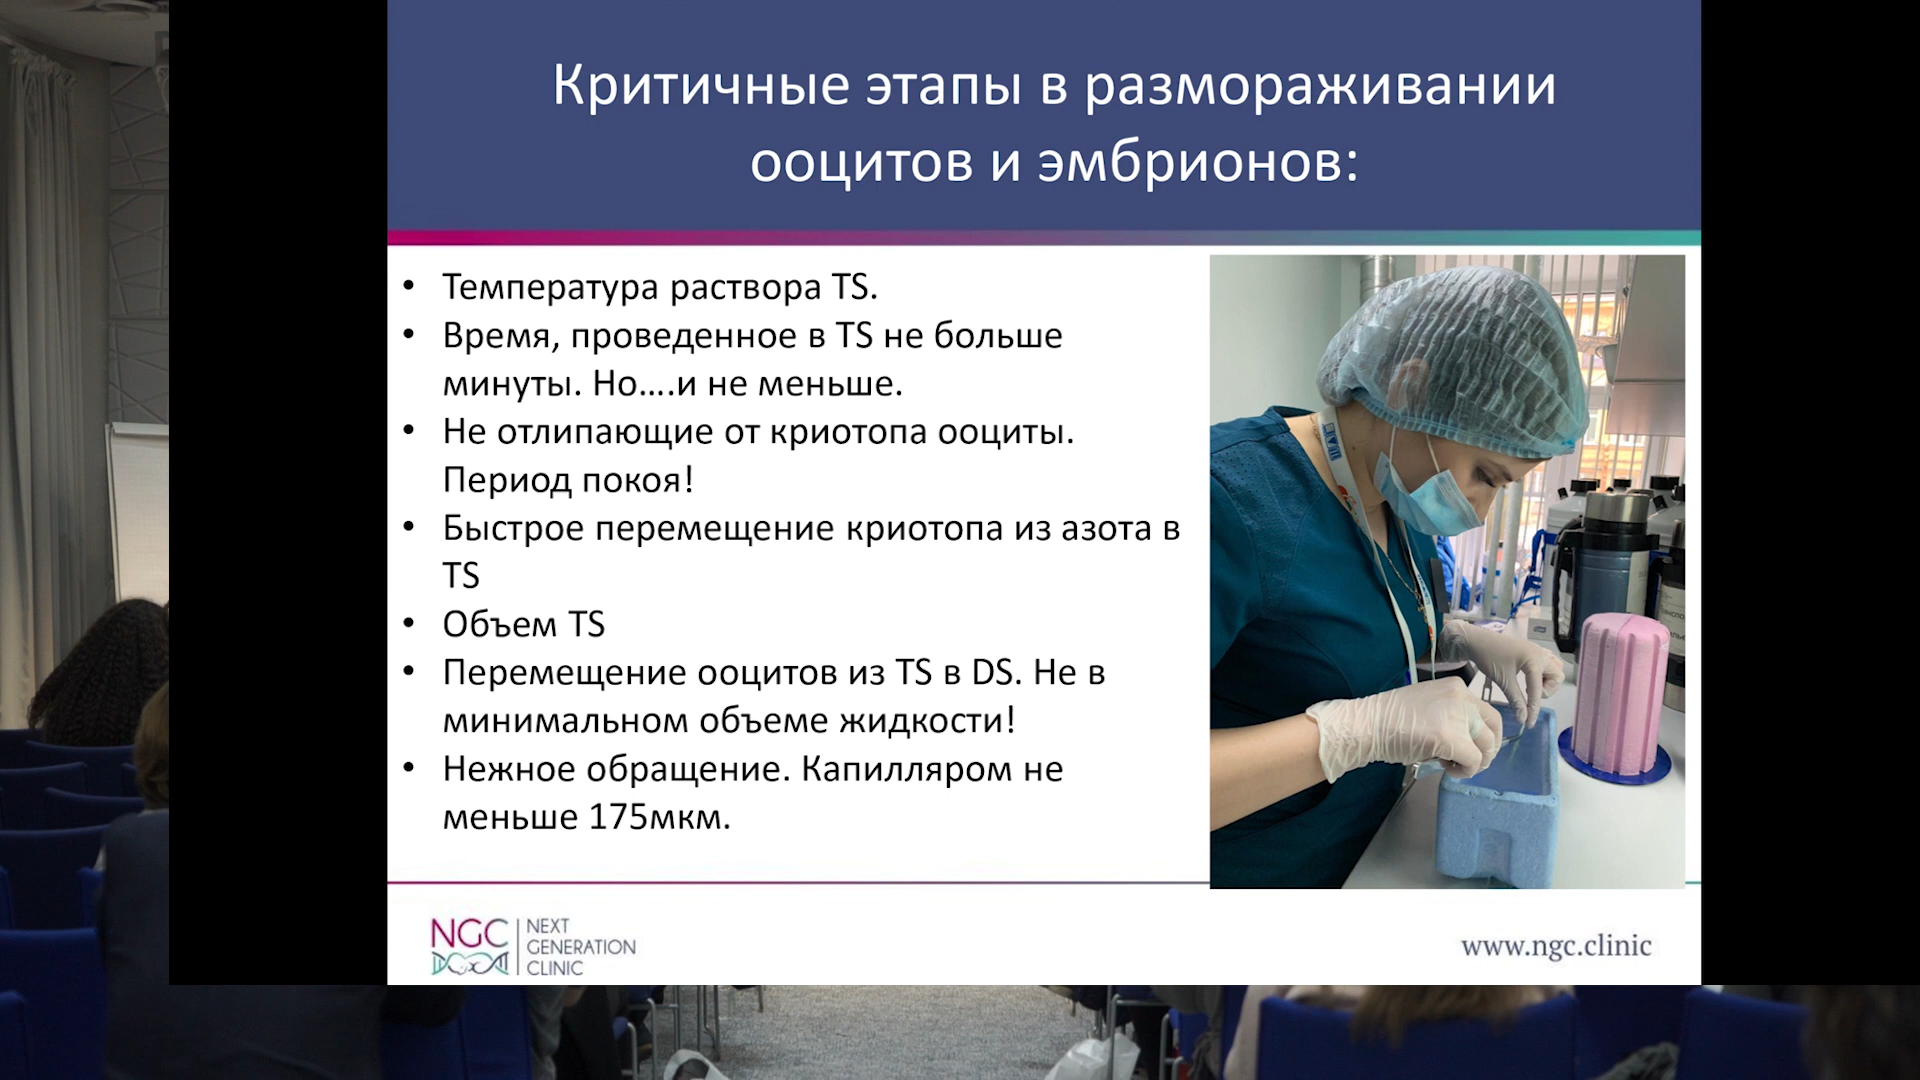 Критичные этапы в размораживании
ооцитов и эмбрионов:
• Температура раствора TS.
• Время, проведенное в TS не больше
минуты. Но….и не меньше.
• Не отлипающие от криотопа ооциты.
Период покоя!
• Быстрое перемещение криотопа из азота в
TS
• Объем TS
• Перемещение ооцитов из TS в DS. Не в
минимальном объеме жидкости!
• Нежное обращение. Капилляром не
меньше 175мкм.
NGC
NEXT
GENERATION
CLINIC
www.ngc.clinic